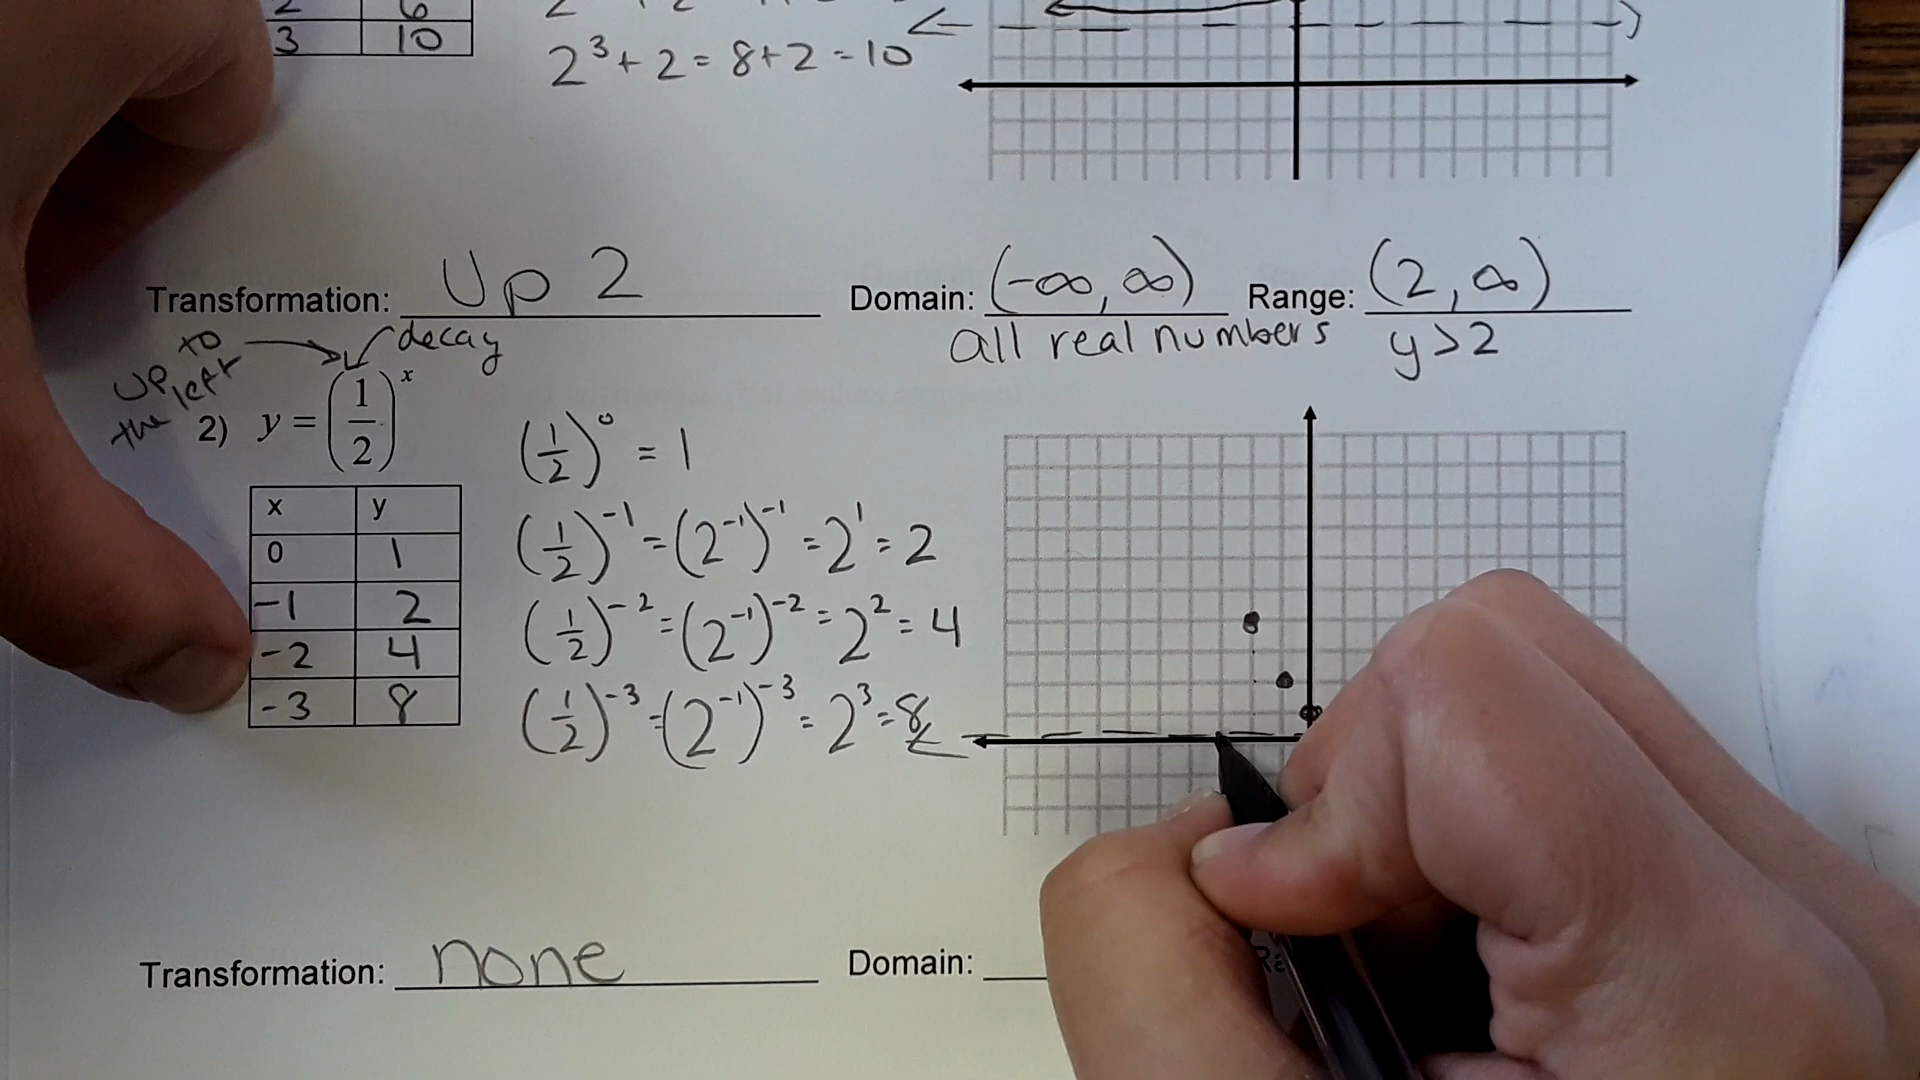 2 6
3 10
2³ + 2 = 8 + 2 = 10
Transformation: Up 2 Domain: (-∞, ∞) Range: (2, ∞)
all real numbers y > 2
decay
up to the left
2) y = (1/2)ˣ
x y
0 1
-1 2
-2 4
-3 8
(1/2)⁰ = 1
(1/2)⁻¹ = (2⁻¹)⁻¹ = 2¹ = 2
(1/2)⁻² = (2⁻¹)⁻² = 2² = 4
(1/2)⁻³ = (2⁻¹)⁻³ = 2³ = 8
Transformation: none Domain: